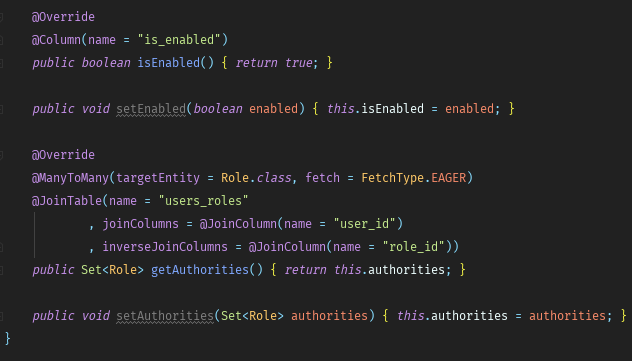 @Override
@Column(name = "is_enabled")
public boolean isEnabled() { return true; }
public void setEnabled(boolean enabled) { this.isEnabled = enabled; }
@Override
@ManyToMany(targetEntity = Role.class, fetch = FetchType.EAGER)
@JoinTable(name = "users_roles"
, joinColumns = @JoinColumn(name = "user_id")
, inverseJoinColumns = @JoinColumn(name = "role_id"))
public Set<Role> getAuthorities() { return this.authorities; }
public void setAuthorities(Set<Role> authorities) { this.authorities = authorities; }
}